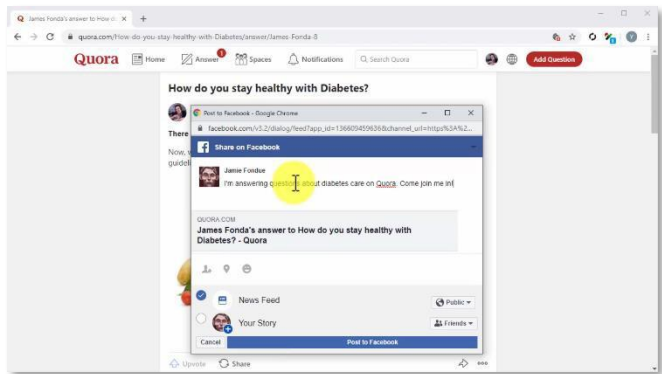 James Fonda's answer to How d
quora.com/How-do-you-stay-healthy-with-Diabetes/answer/James-Fonda-8
Quora Home Answer Spaces Notifications Search Quora Add Question
How do you stay healthy with Diabetes?
Post to Facebook - Google Chrome
There
facebook.com/v3.2/dialog/feed?app_id=136609459636&channel_url=https%3A%2...
Share on Facebook
Now,
guidel
Jamie Fondue
I'm answering questions about diabetes care on Quora. Come join me in!
QUORA.COM
James Fonda's answer to How do you stay healthy with
Diabetes? - Quora
News Feed Public
Your Story Friends
Cancel Post to Facebook
Upvote Share